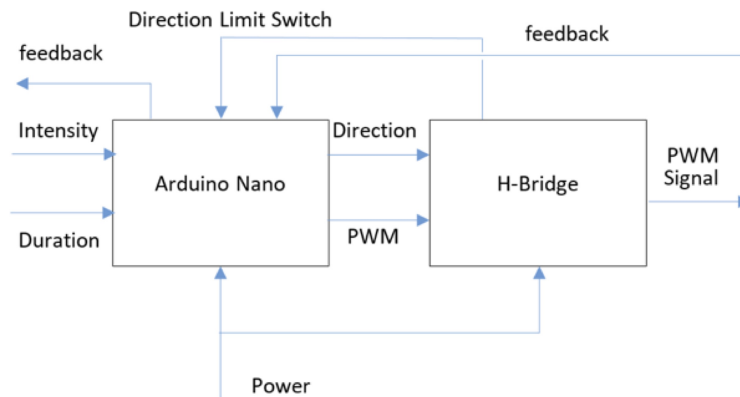 Direction Limit Switch
feedback
feedback
Intensity
Direction
PWM
Signal
Arduino Nano
H-Bridge
Duration
PWM
Power